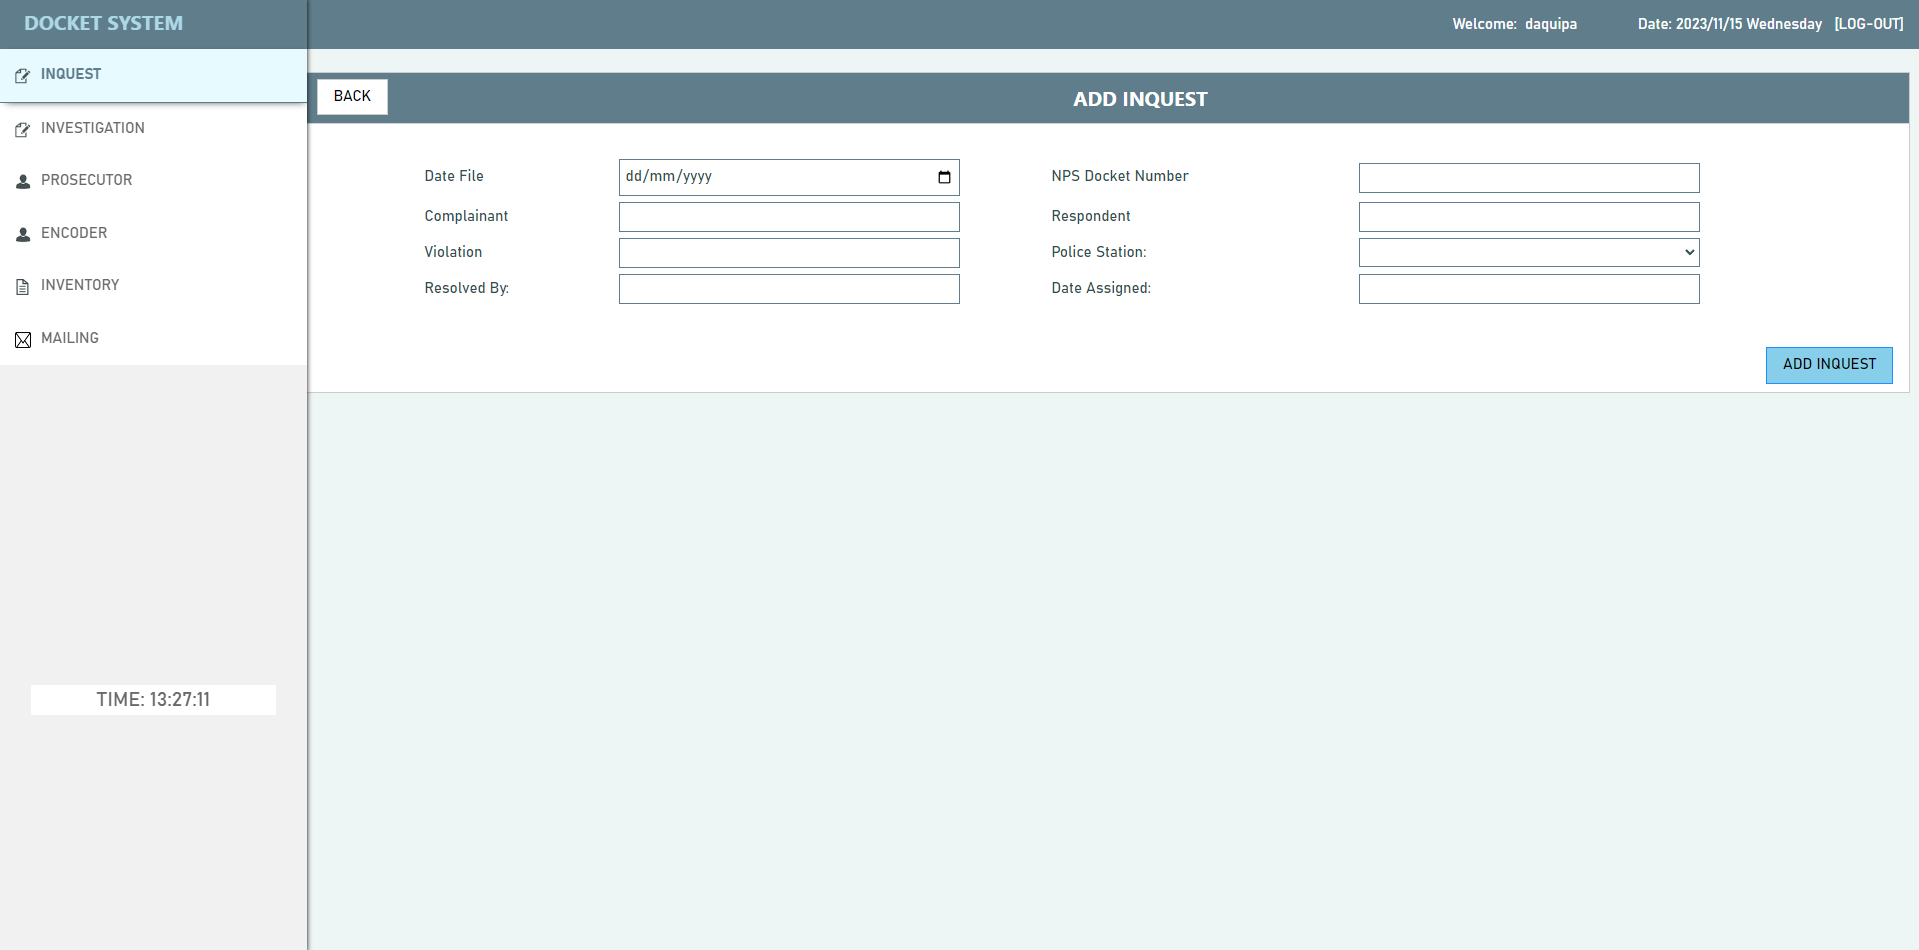 DOCKET SYSTEM
Welcome: daquipa Date: 2023/11/15 Wednesday [LOG-OUT]
INQUEST
INVESTIGATION
PROSECUTOR
ENCODER
INVENTORY
MAILING
TIME: 13:27:11
BACK
ADD INQUEST
Date File dd/mm/yyyy NPS Docket Number
Complainant Respondent
Violation Police Station:
Resolved By: Date Assigned:
ADD INQUEST